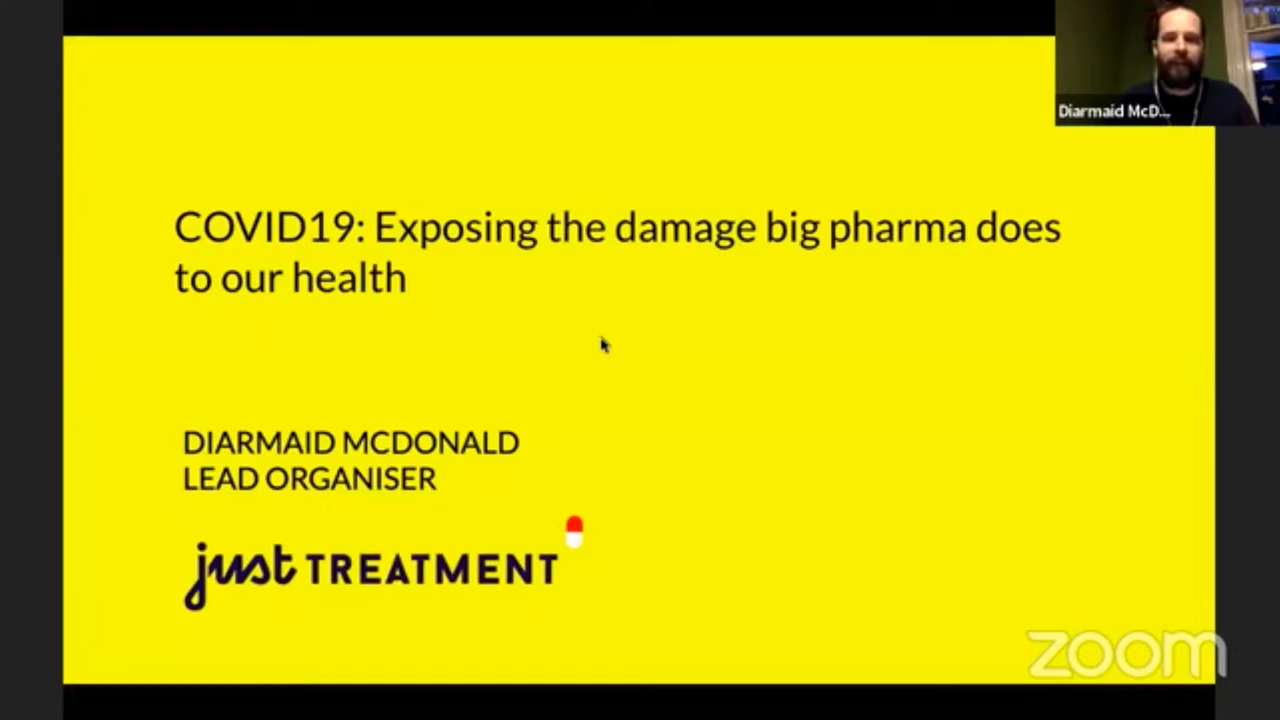 Diarmaid McD...
COVID19: Exposing the damage big pharma does
to our health
DIARMAID MCDONALD
LEAD ORGANISER
just TREATMENT
zoom